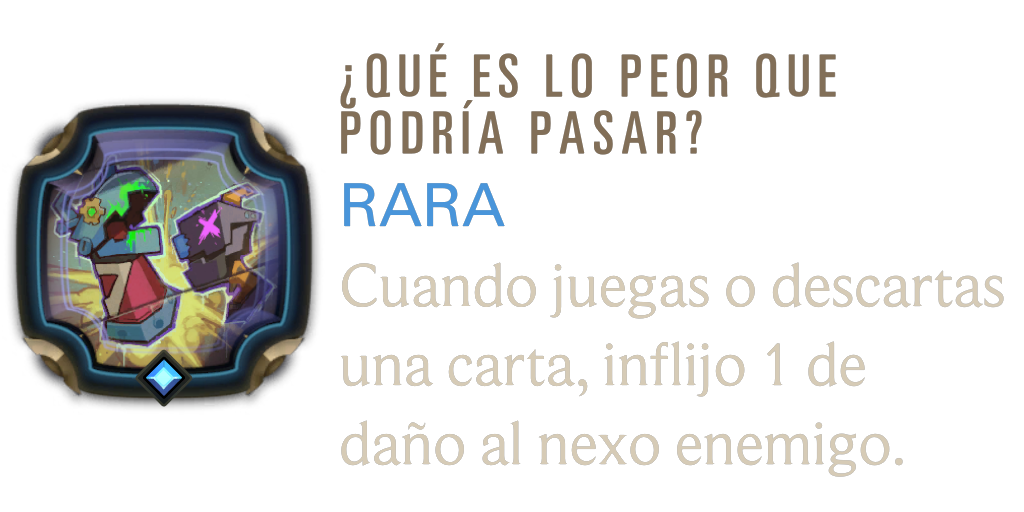 ¿QUÉ ES LO PEOR QUE
PODRÍA PASAR?
RARA
Cuando juegas o descartas
una carta, inflijo 1 de
daño al nexo enemigo.